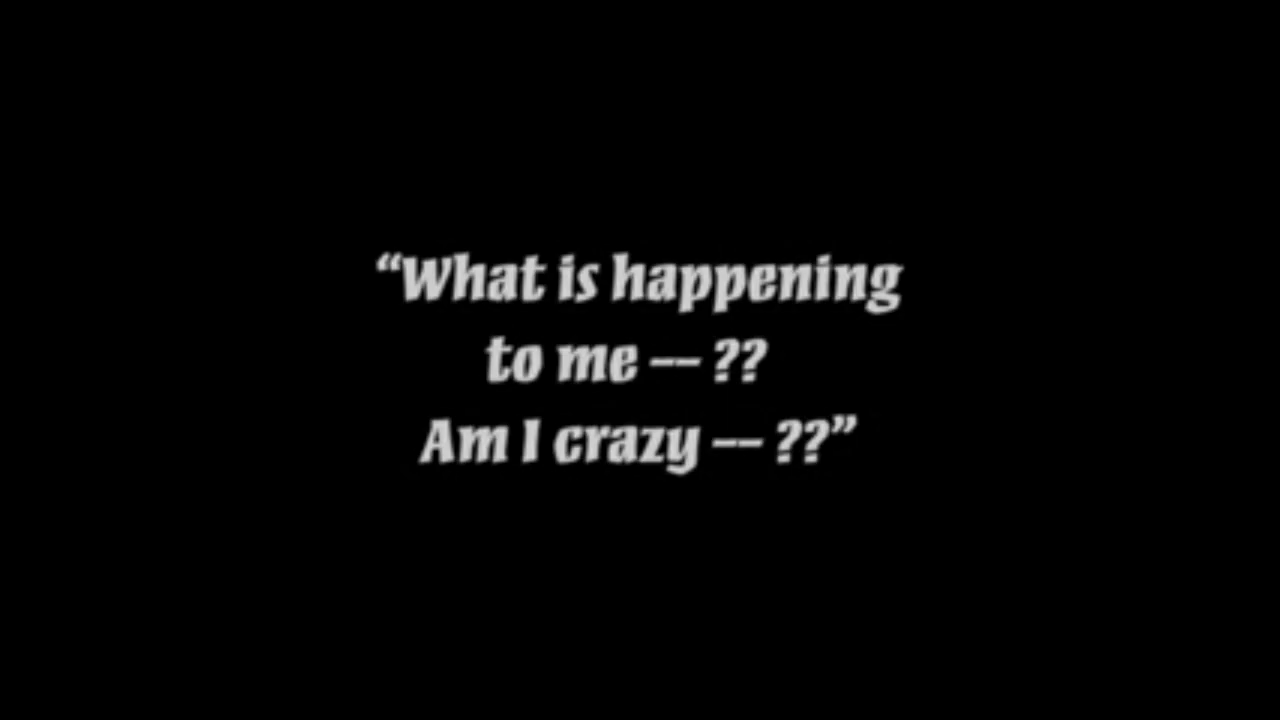 “What is happening
to me -- ??
Am I crazy -- ??”